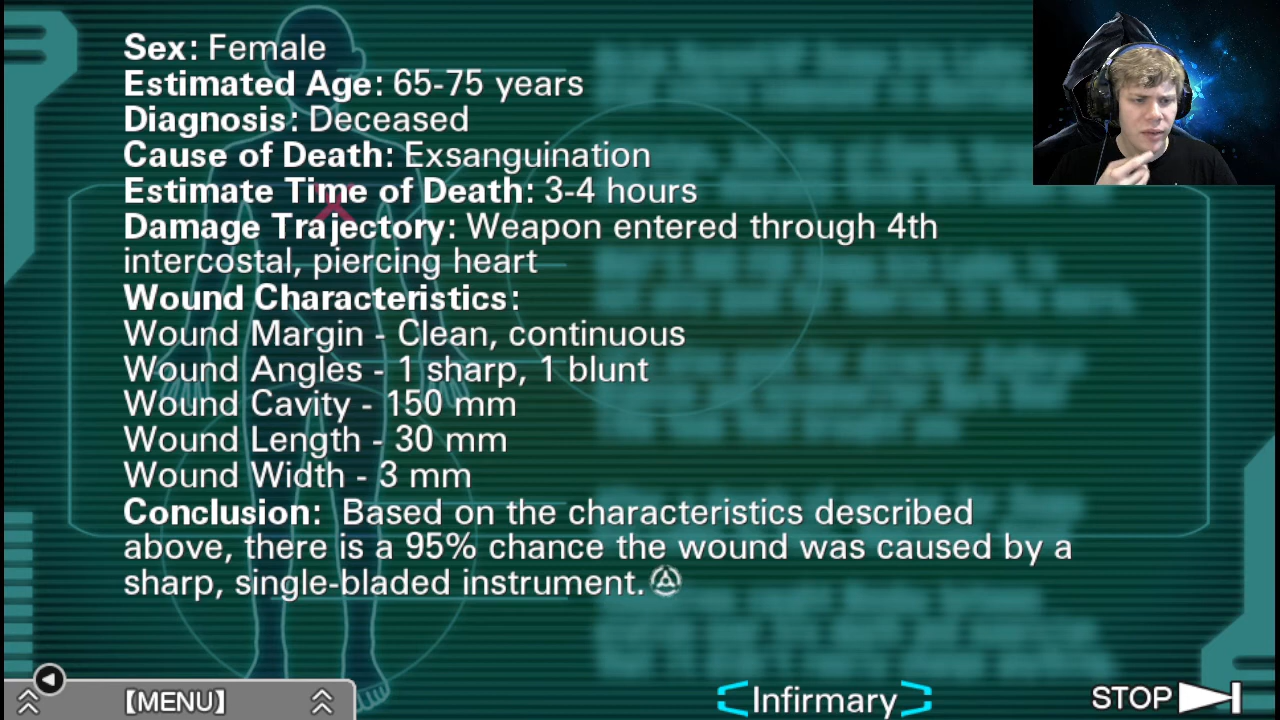 Sex: Female
Estimated Age: 65-75 years
Diagnosis: Deceased
Cause of Death: Exsanguination
Estimate Time of Death: 3-4 hours
Damage Trajectory: Weapon entered through 4th
intercostal, piercing heart
Wound Characteristics:
Wound Margin - Clean, continuous
Wound Angles - 1 sharp, 1 blunt
Wound Cavity - 150 mm
Wound Length - 30 mm
Wound Width - 3 mm
Conclusion: Based on the characteristics described
above, there is a 95% chance the wound was caused by a
sharp, single-bladed instrument.
【MENU】
Infirmary
STOP